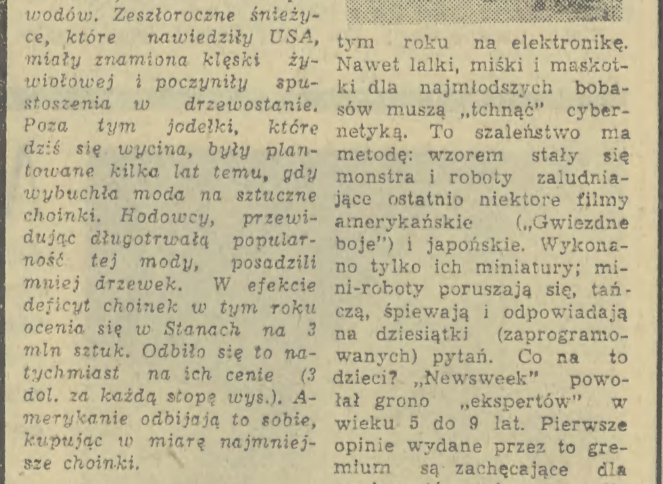 wodów. Zeszłoroczne śnieży-
ce, które nawiedziły USA,
miały znamiona klęski ży-
wiołowej i poczyniły spu-
stoszenia w drzewostanie.
Poza tym jodełki, które
dziś się wycina, były plan-
towane kilka lat temu, gdy
wybuchła moda na sztuczne
choinki. Hodowcy, przewi-
dując długotrwałą popular-
ność tej mody, posadzili
mniej drzewek. W efekcie
deficyt choinek w tym roku
ocenia się w Stanach na 3
mln sztuk. Odbiło się to na-
tychmiast na ich cenie (3
dol. za każdą stopę wys.). A-
merykanie odbijają to sobie,
kupując w miarę najmniej-
sze choinki.
tym roku na elektronikę.
Nawet lalki, miśki i maskot-
ki dla najmłodszych boba-
sów muszą „tchnąć” cyber-
netyką. To szaleństwo ma
metodę: wzorem stały się
monstra i roboty zaludnia-
jące ostatnio niektore filmy
amerykańskie („Gwiezdne
boje”) i japońskie. Wykona-
no tylko ich miniatury; mi-
ni-roboty poruszają się, tań-
czą, śpiewają i odpowiadają
na dziesiątki (zaprogramo-
wanych) pytań. Co na to
dzieci? „Newsweek” powo-
łał grono „ekspertów” w
wieku 5 do 9 lat. Pierwsze
opinie wydane przez to gre-
mium są zachęcające dla